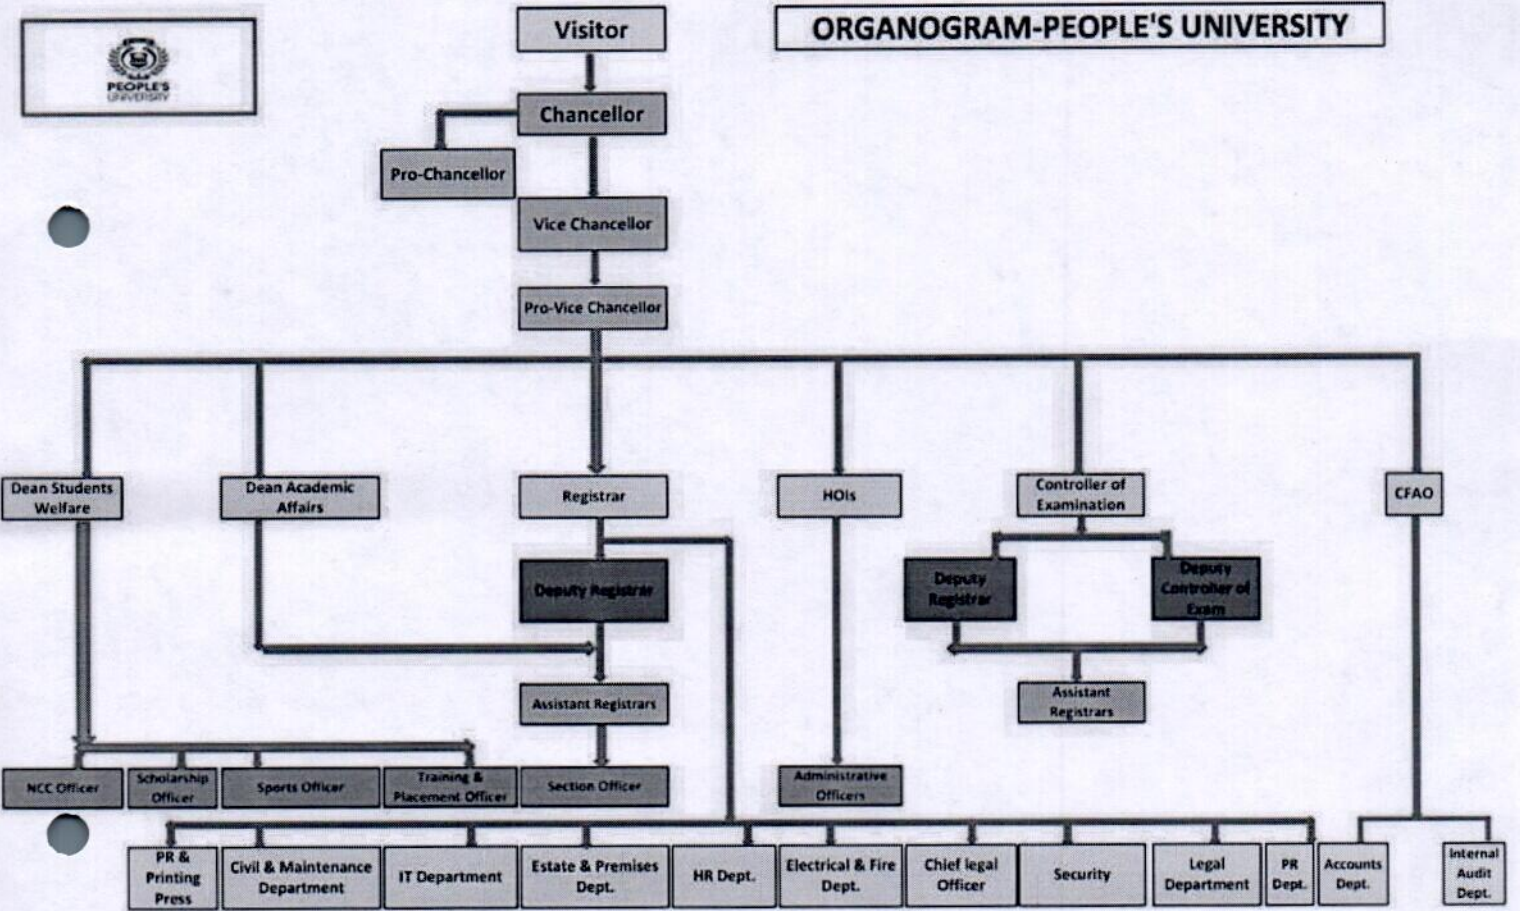 PEOPLE'S
UNIVERSITY
Visitor
ORGANOGRAM-PEOPLE'S UNIVERSITY
Chancellor
Pro-Chancellor
Vice Chancellor
Pro-Vice Chancellor
Dean Students
Welfare
Dean Academic
Affairs
Registrar
HOIs
Controller of
Examination
CFAO
Deputy Registrar
Deputy
Registrar
Deputy
Controller of
Exam
Assistant Registrars
Assistant
Registrars
NCC Officer
Scholarship
Officer
Sports Officer
Training &
Placement Officer
Section Officer
Administrative
Officers
PR &
Printing
Press
Civil & Maintenance
Department
IT Department
Estate & Premises
Dept.
HR Dept.
Electrical & Fire
Dept.
Chief legal
Officer
Security
Legal
Department
PR
Dept.
Accounts
Dept.
Internal
Audit
Dept.